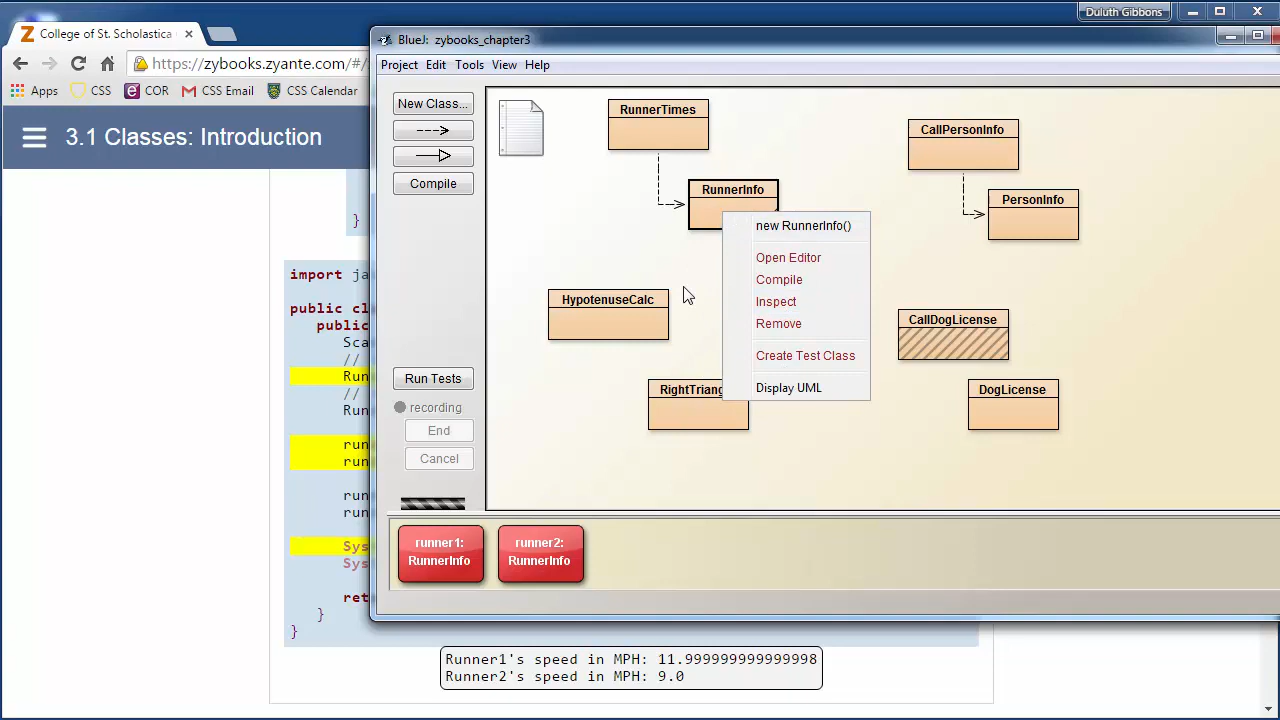 Duluth Gibbons
College of St. Scholastica
https://zybooks.zyante.com/#/
Apps
CSS
COR
CSS Email
CSS Calendar
3.1 Classes: Introduction
}
import ja
public cl
public
Sca
//
Run
//
Run
run
run
run
run
Sys
Sys
ret
}
}
Runner1's speed in MPH: 11.999999999999998
Runner2's speed in MPH: 9.0
BlueJ: zybooks_chapter3
Project Edit Tools View Help
New Class...
Compile
Run Tests
recording
End
Cancel
RunnerTimes
CallPersonInfo
RunnerInfo
PersonInfo
new RunnerInfo()
Open Editor
Compile
Inspect
Remove
Create Test Class
Display UML
HypotenuseCalc
CallDogLicense
RightTriang
DogLicense
runner1:
RunnerInfo
runner2:
RunnerInfo